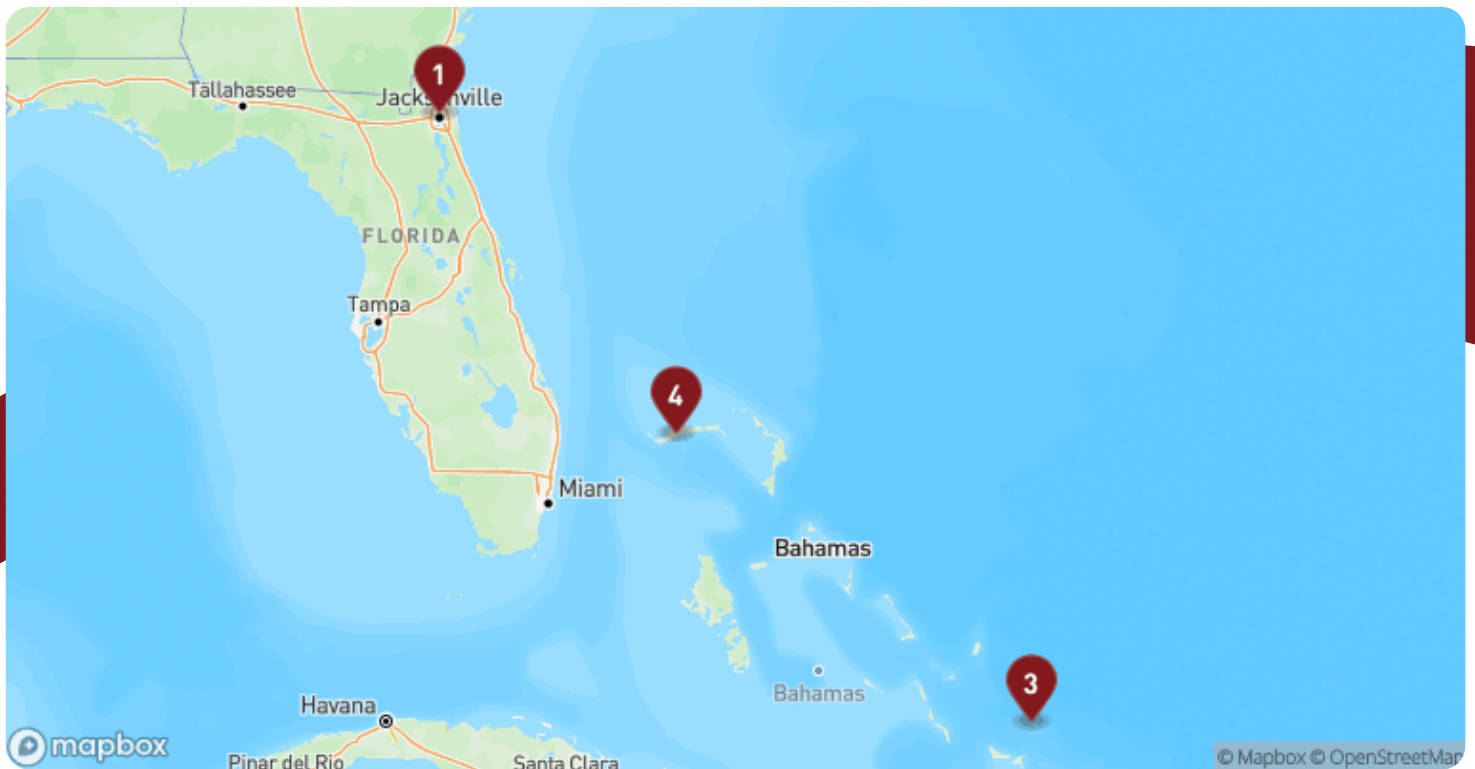 1
Tallahassee
Jacksonville
FLORIDA
Tampa
4
Miami
Bahamas
3
Bahamas
Havana
mapbox
Pinar del Rio
Santa Clara
© Mapbox © OpenStreetMap